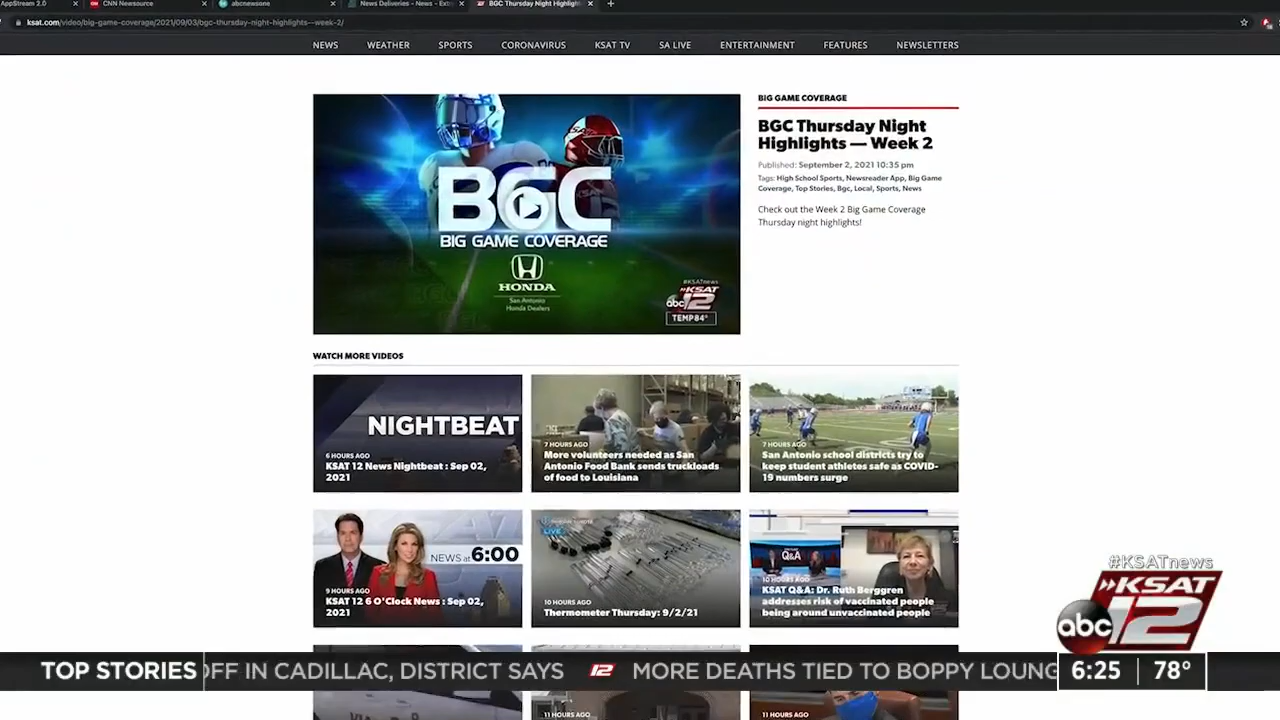 AppStream 2.0
CNN Newsource
abcnewsone
News Deliveries - News - Ext
BGC Thursday Night Highligh
ksat.com/video/big-game-coverage/2021/09/03/bgc-thursday-night-highlights--week-2/
NEWS WEATHER SPORTS CORONAVIRUS KSAT TV SA LIVE ENTERTAINMENT FEATURES NEWSLETTERS
BGC
BIG GAME COVERAGE
HONDA
San Antonio
Honda Dealers
#KSATnews
KSAT
abc 12
TEMP 84°
BIG GAME COVERAGE
BGC Thursday Night
Highlights — Week 2
Published: September 2, 2021 10:35 pm
Tags: High School Sports, Newsreader App, Big Game
Coverage, Top Stories, Bgc, Local, Sports, News
Check out the Week 2 Big Game Coverage
Thursday night highlights!
WATCH MORE VIDEOS
NIGHTBEAT
6 HOURS AGO
KSAT 12 News Nightbeat : Sep 02,
2021
7 HOURS AGO
More volunteers needed as San
Antonio Food Bank sends truckloads
of food to Louisiana
7 HOURS AGO
San Antonio school districts try to
keep student athletes safe as COVID-
19 numbers surge
NEWS at 6:00
9 HOURS AGO
KSAT 12 6 O'Clock News : Sep 02,
2021
LIVE
10 HOURS AGO
Thermometer Thursday: 9/2/21
Q&A
10 HOURS AGO
KSAT Q&A: Dr. Ruth Berggren
addresses risk of vaccinated people
being around unvaccinated people
#KSATnews
KSAT
abc 12
TOP STORIES OFF IN CADILLAC, DISTRICT SAYS 12 MORE DEATHS TIED TO BOPPY LOUNG 6:25 78°
11 HOURS AGO
11 HOURS AGO